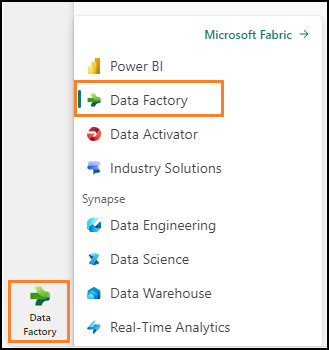 Microsoft Fabric →
Power BI
Data Factory
Data Activator
Industry Solutions
Synapse
Data Engineering
Data Science
Data Warehouse
Real-Time Analytics
Data
Factory